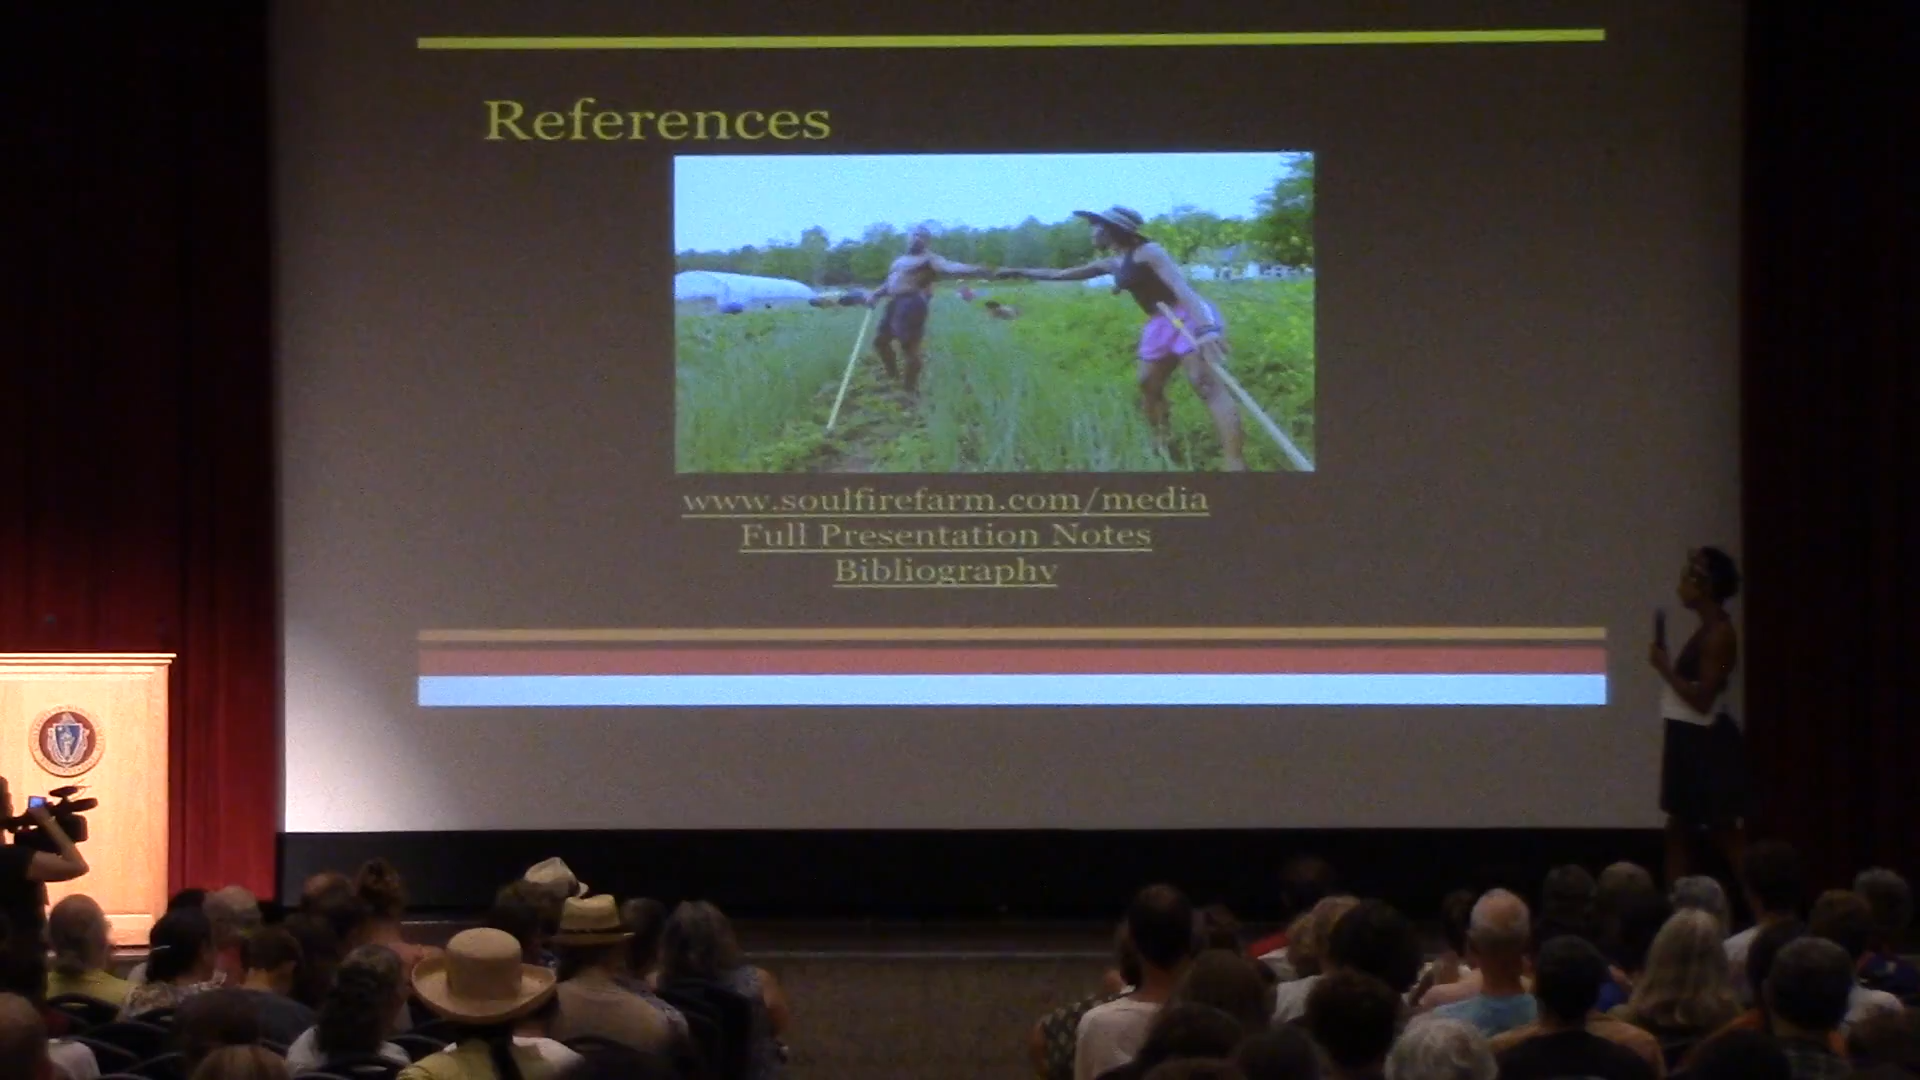 References
www.soulfirefarm.com/media
Full Presentation Notes
Bibliography